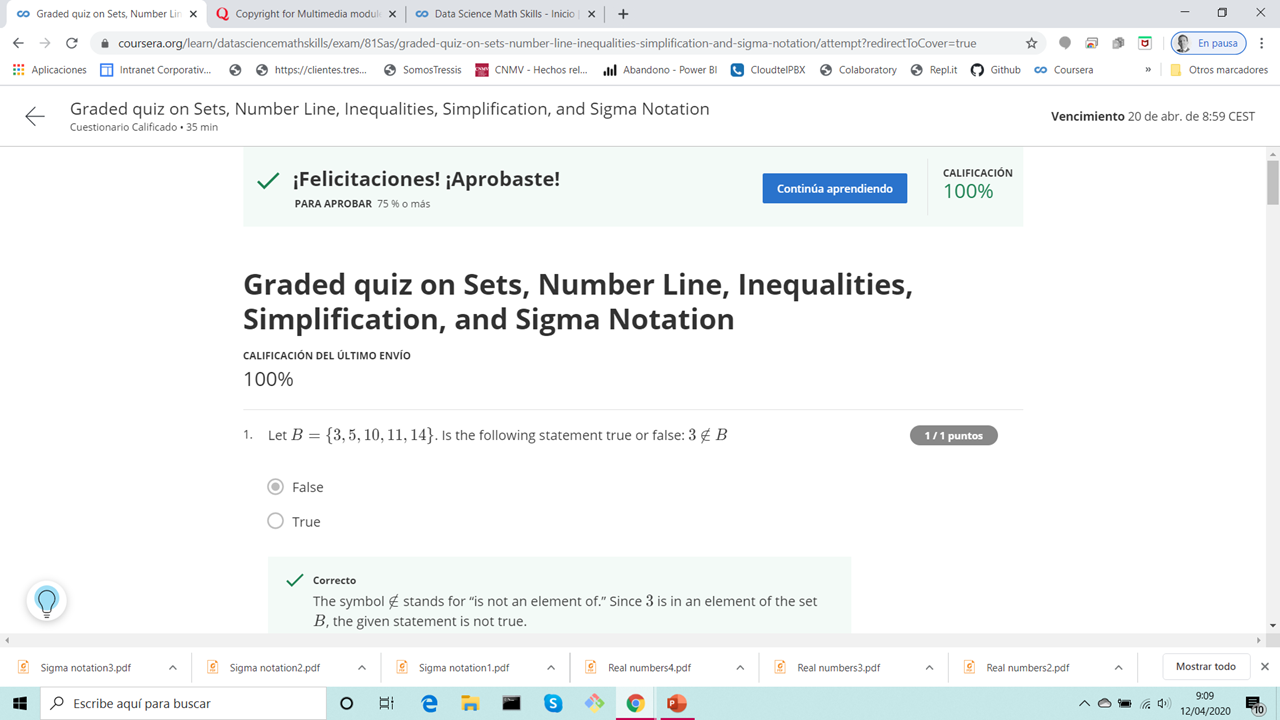 Graded quiz on Sets, Number Lin
Copyright for Multimedia module
Data Science Math Skills - Inicio |
coursera.org/learn/datasciencemathskills/exam/81Sas/graded-quiz-on-sets-number-line-inequalities-simplification-and-sigma-notation/attempt?redirectToCover=true
En pausa
Aplicaciones
Intranet Corporativ...
https://clientes.tres...
SomosTressis
CNMV - Hechos rel...
Abandono - Power BI
CloudtelPBX
Colaboratory
Repl.it
Github
Coursera
»
Otros marcadores
Graded quiz on Sets, Number Line, Inequalities, Simplification, and Sigma Notation
Cuestionario Calificado • 35 min
Vencimiento 20 de abr. de 8:59 CEST
¡Felicitaciones! ¡Aprobaste!
PARA APROBAR 75 % o más
Continúa aprendiendo
CALIFICACIÓN
100%
Graded quiz on Sets, Number Line, Inequalities,
Simplification, and Sigma Notation
CALIFICACIÓN DEL ÚLTIMO ENVÍO
100%
1. Let B = {3, 5, 10, 11, 14}. Is the following statement true or false: 3 ∉ B
1 / 1 puntos
False
True
Correcto
The symbol ∉ stands for “is not an element of.” Since 3 is in an element of the set
B, the given statement is not true.
Sigma notation3.pdf
Sigma notation2.pdf
Sigma notation1.pdf
Real numbers4.pdf
Real numbers3.pdf
Real numbers2.pdf
Mostrar todo
Escribe aquí para buscar
9:09
12/04/2020
10